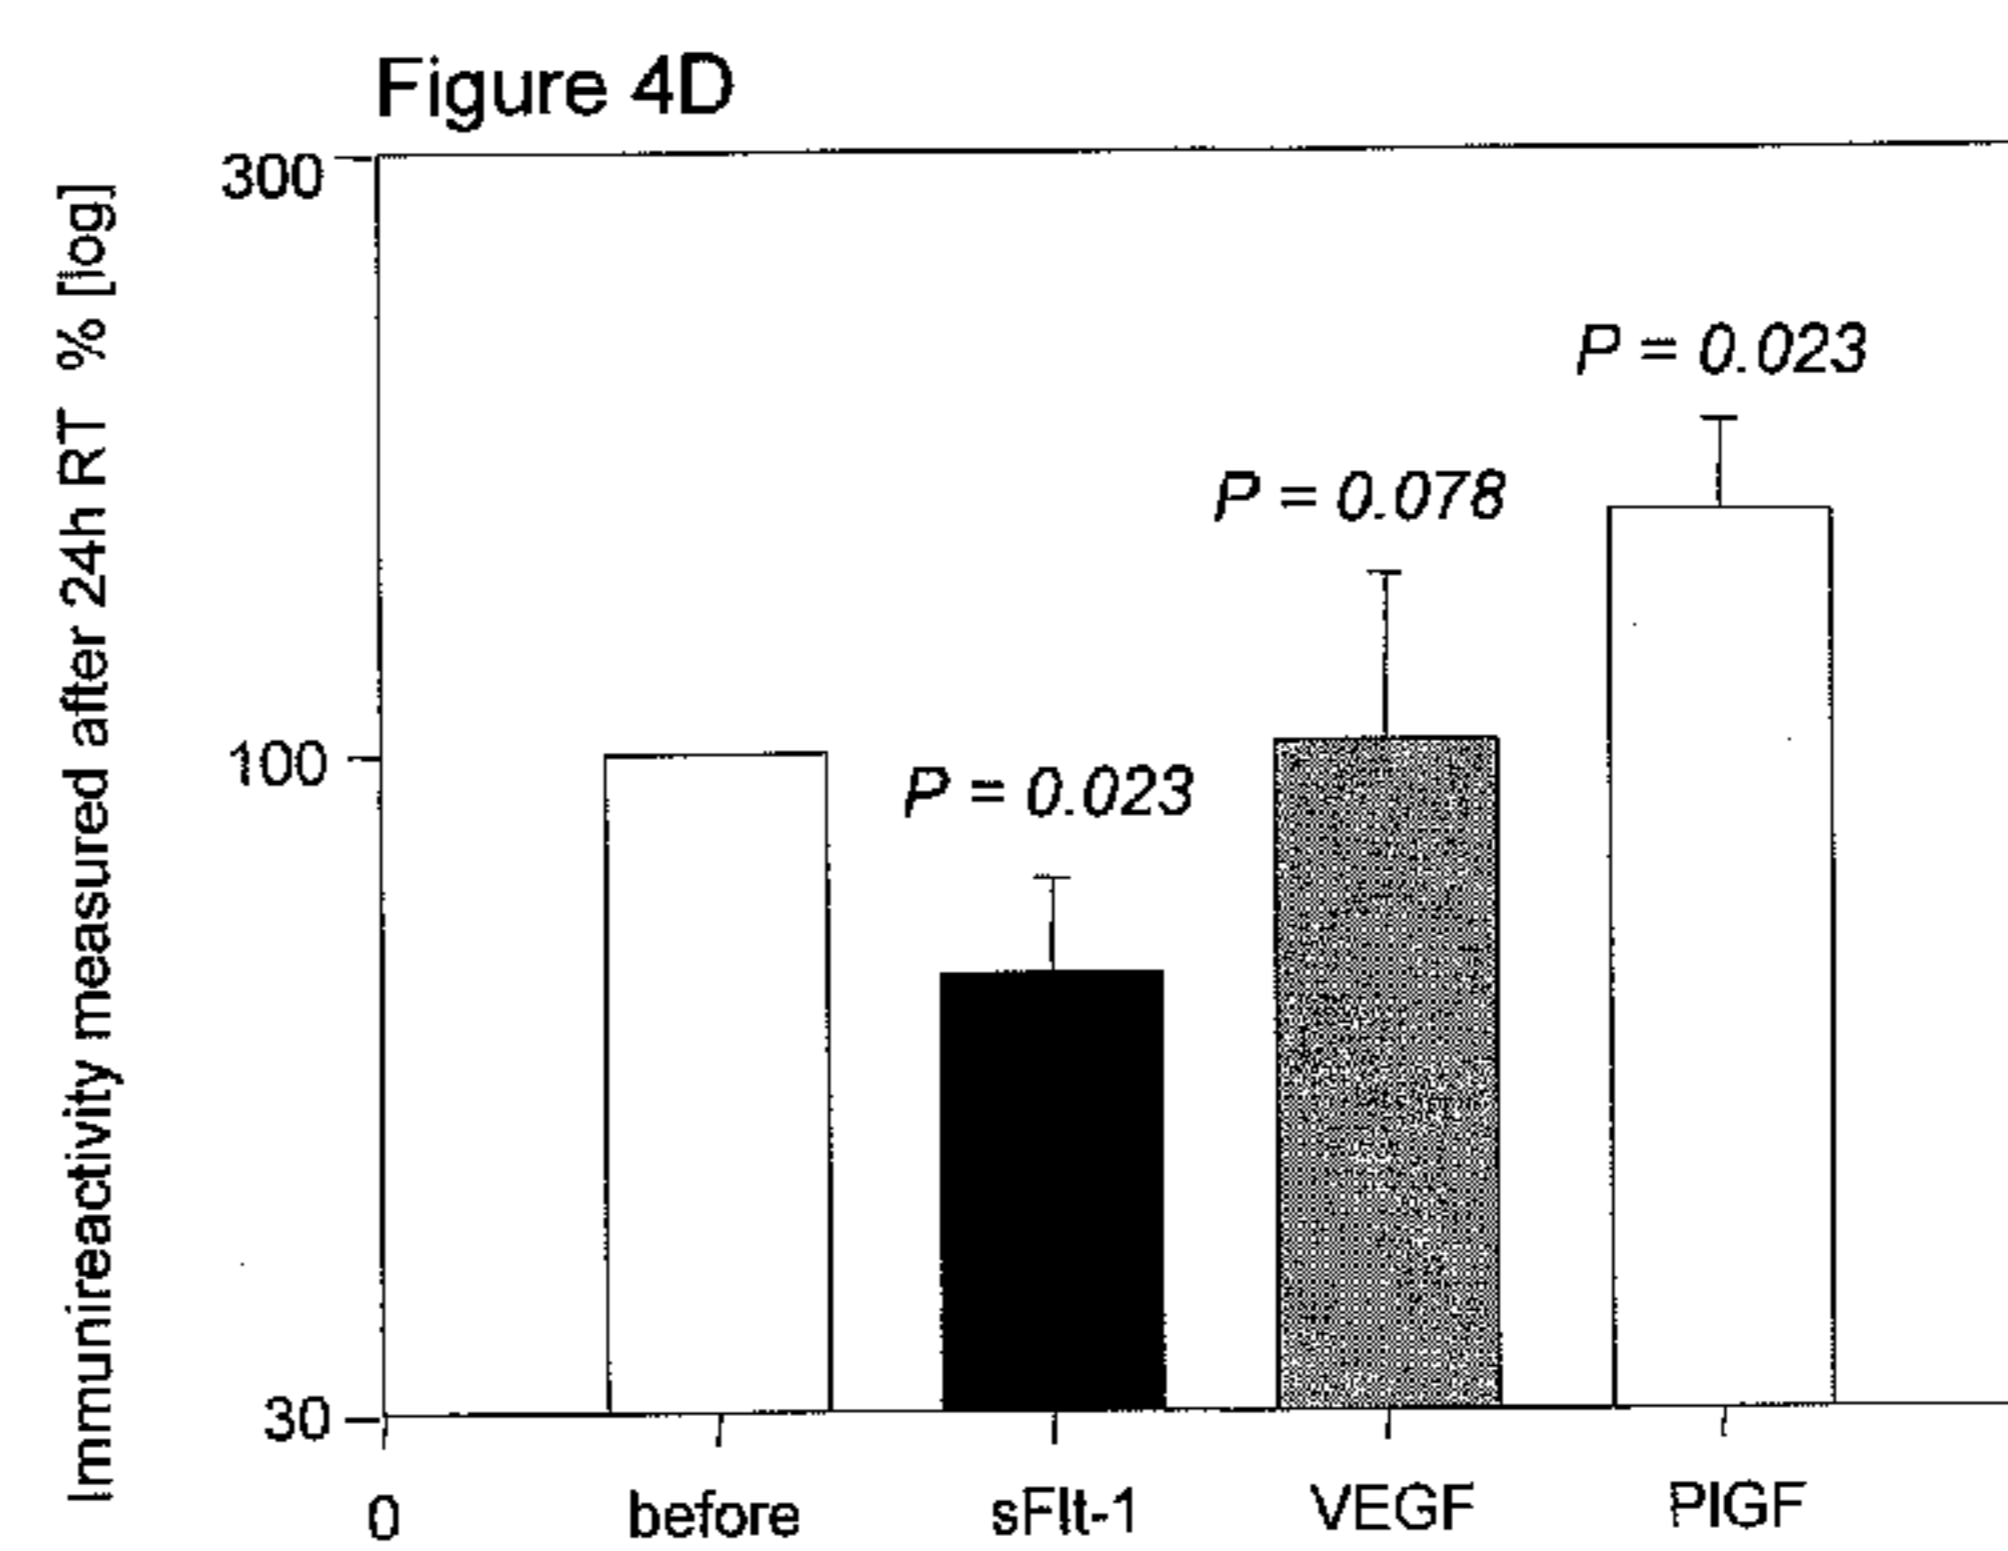 Figure 4D
Immunireactivity measured after 24h RT % [log]
300
100
30
P = 0.023
P = 0.078
P = 0.023
0
before
sFlt-1
VEGF
PlGF